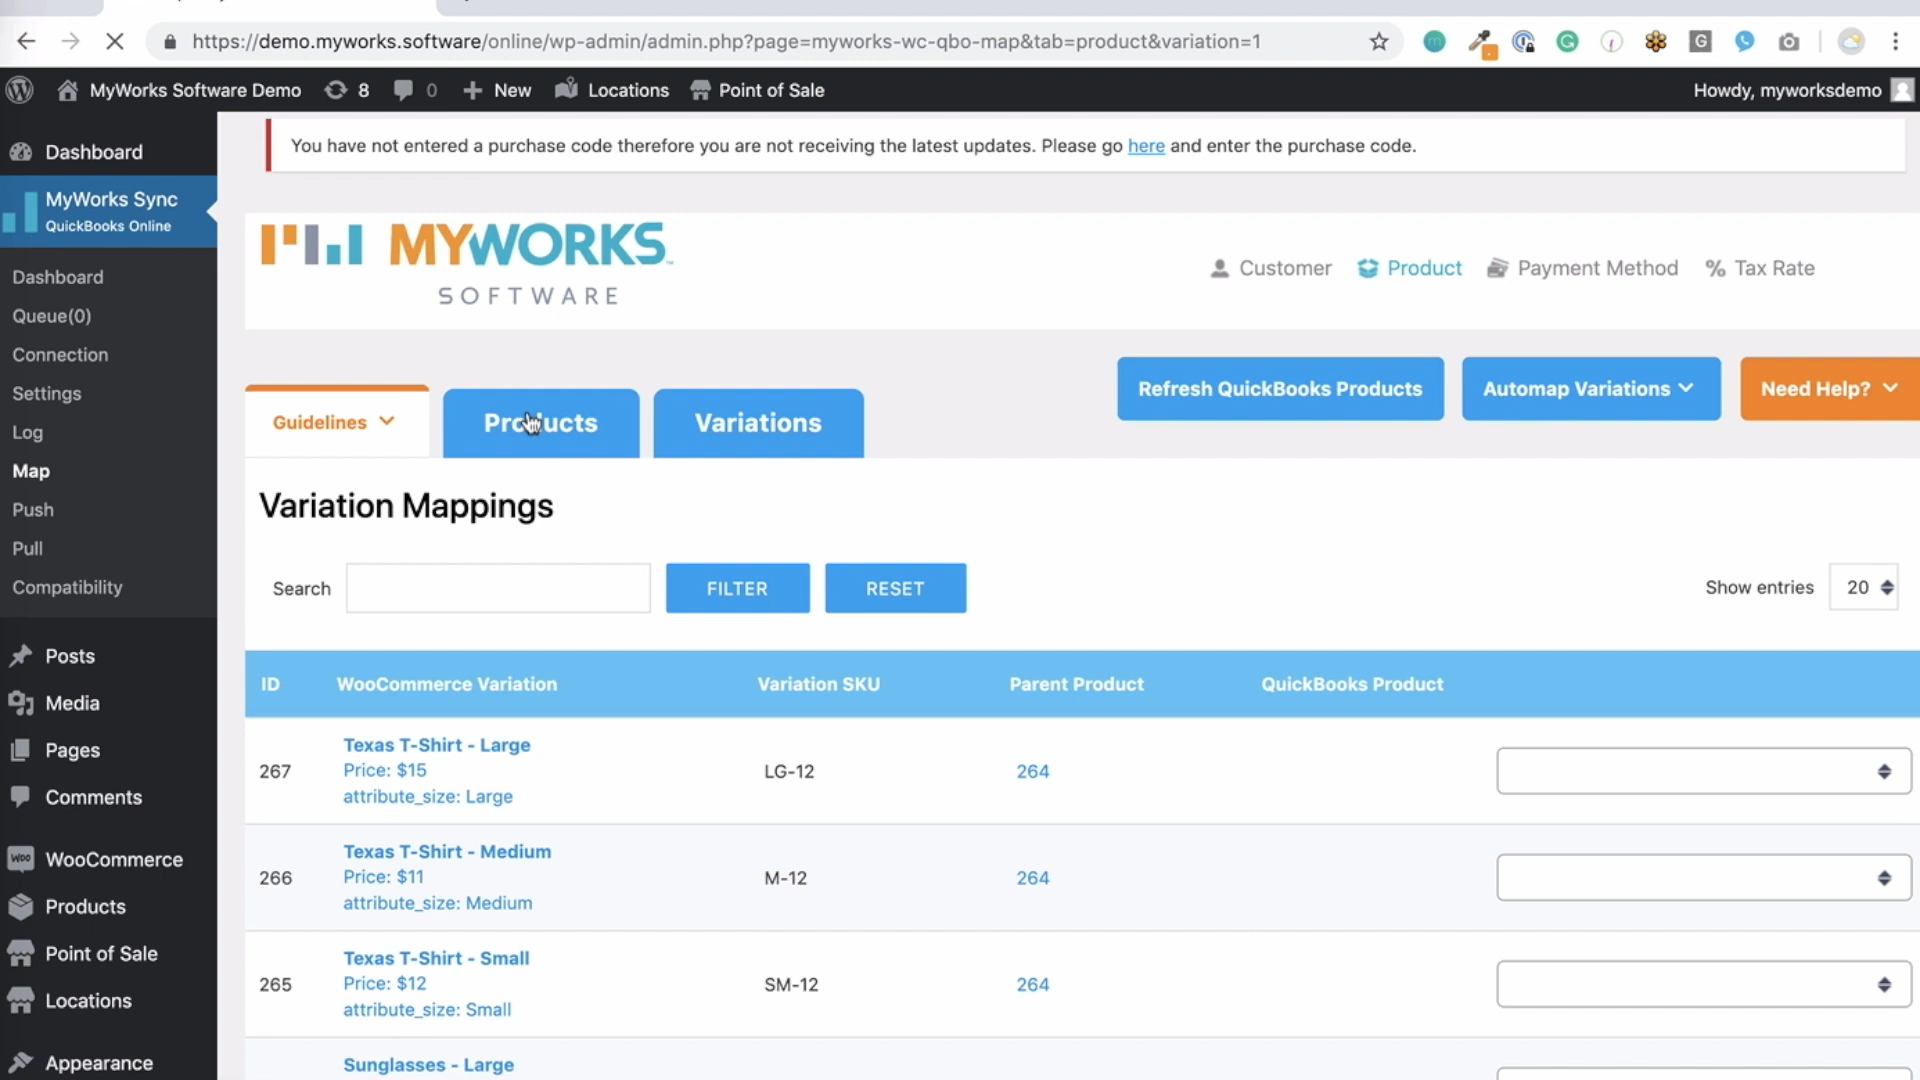 https://demo.myworks.software/online/wp-admin/admin.php?page=myworks-wc-qbo-map&tab=product&variation=1
MyWorks Software Demo 8 0 New Locations Point of Sale Howdy, myworksdemo
Dashboard
MyWorks Sync
QuickBooks Online
Dashboard
Queue(0)
Connection
Settings
Log
Map
Push
Pull
Compatibility
Posts
Media
Pages
Comments
WooCommerce
Products
Point of Sale
Locations
Appearance
You have not entered a purchase code therefore you are not receiving the latest updates. Please go here and enter the purchase code.
MYWORKS
SOFTWARE
Customer Product Payment Method % Tax Rate
Guidelines Products Variations Refresh QuickBooks Products Automap Variations Need Help?
Variation Mappings
Search FILTER RESET Show entries 20
ID WooCommerce Variation Variation SKU Parent Product QuickBooks Product
267 Texas T-Shirt - Large LG-12 264
Price: $15
attribute_size: Large
266 Texas T-Shirt - Medium M-12 264
Price: $11
attribute_size: Medium
265 Texas T-Shirt - Small SM-12 264
Price: $12
attribute_size: Small
Sunglasses - Large